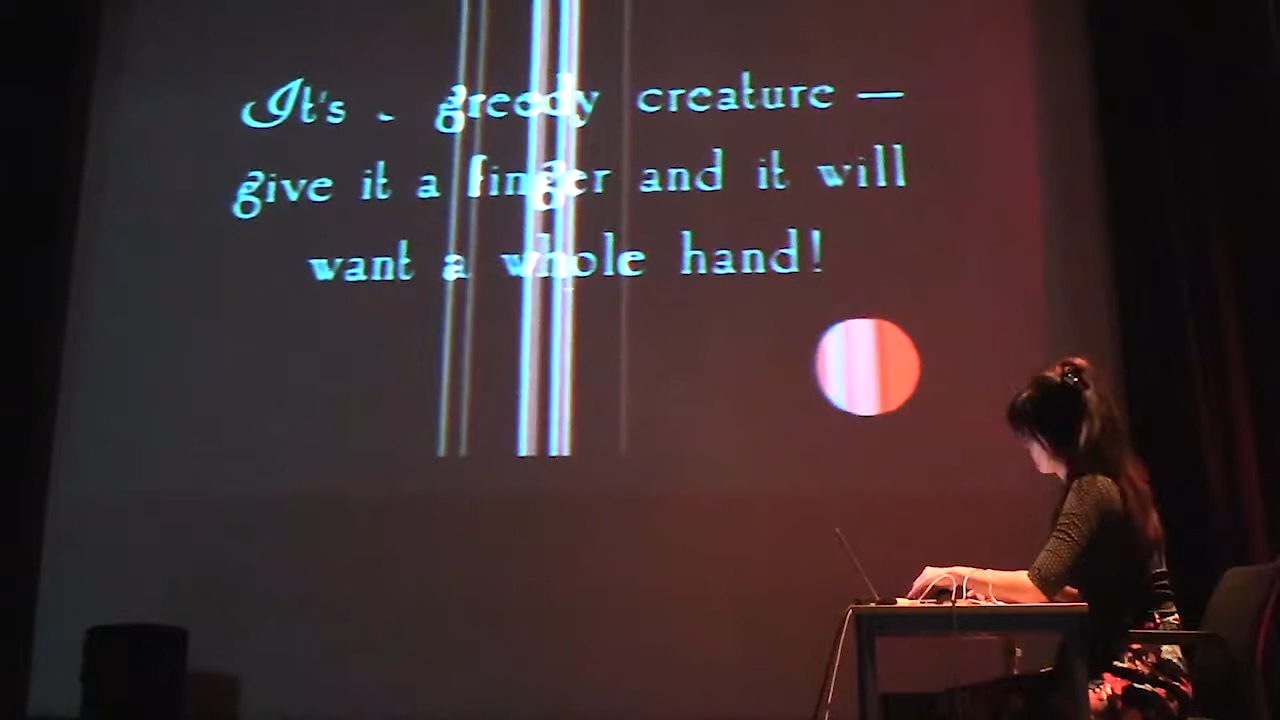 It's greedy creature —
give it a finger and it will
want a whole hand!